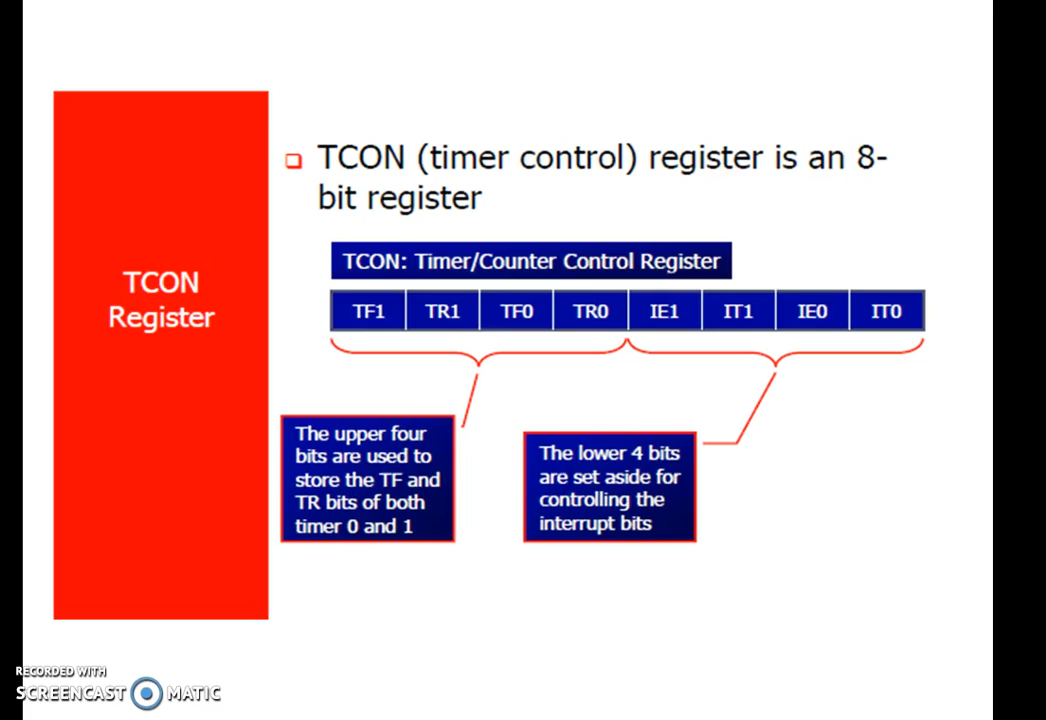 TCON (timer control) register is an 8-
bit register
TCON
Register
TCON: Timer/Counter Control Register
TF1 TR1 TF0 TR0 IE1 IT1 IE0 IT0
The upper four
bits are used to
store the TF and
TR bits of both
timer 0 and 1
The lower 4 bits
are set aside for
controlling the
interrupt bits
RECORDED WITH
SCREENCAST MATIC